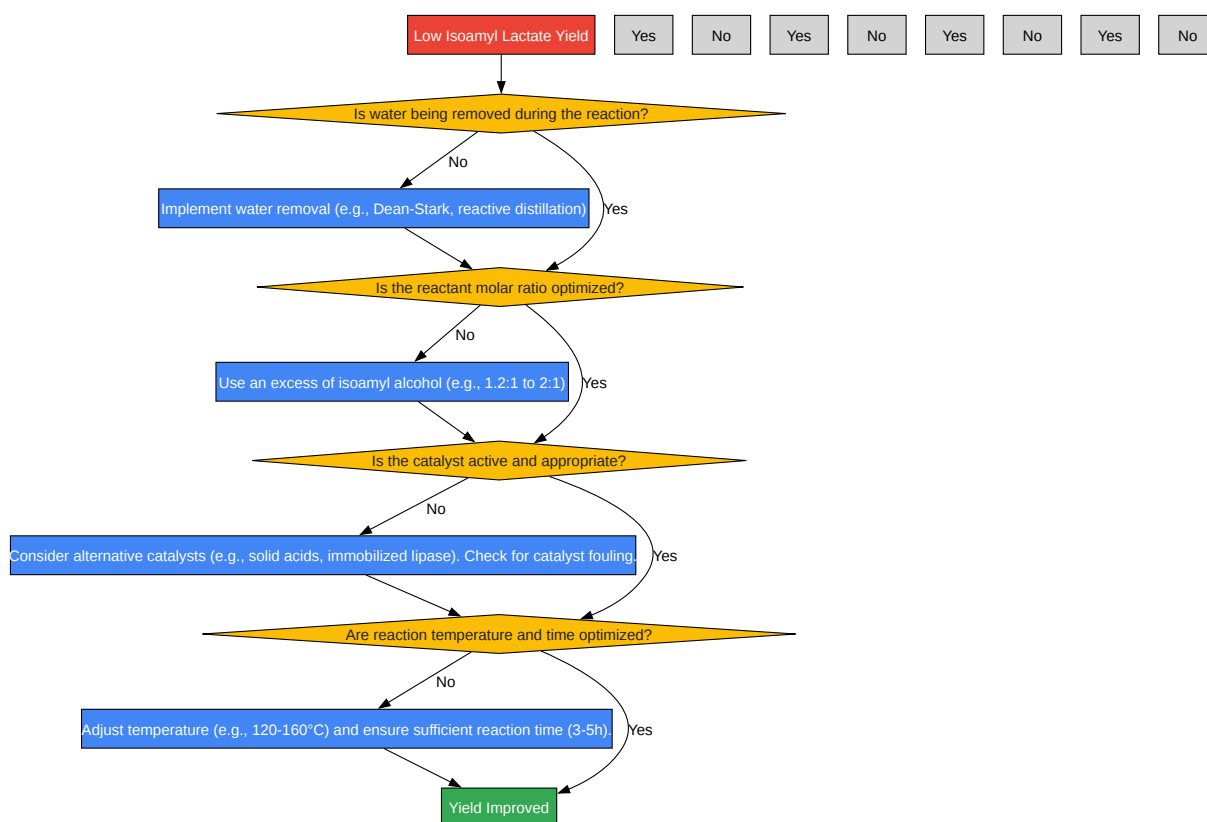 Low Isoamyl Lactate Yield
Yes
No
Yes
No
Yes
No
Yes
No
Is water being removed during the reaction?
No
Implement water removal (e.g., Dean-Stark, reactive distillation)
Yes
Is the reactant molar ratio optimized?
No
Use an excess of isoamyl alcohol (e.g., 1.2:1 to 2:1)
Yes
Is the catalyst active and appropriate?
No
Consider alternative catalysts (e.g., solid acids, immobilized lipase). Check for catalyst fouling.
Yes
Are reaction temperature and time optimized?
No
Adjust temperature (e.g., 120-160°C) and ensure sufficient reaction time (3-5h).
Yes
Yield Improved